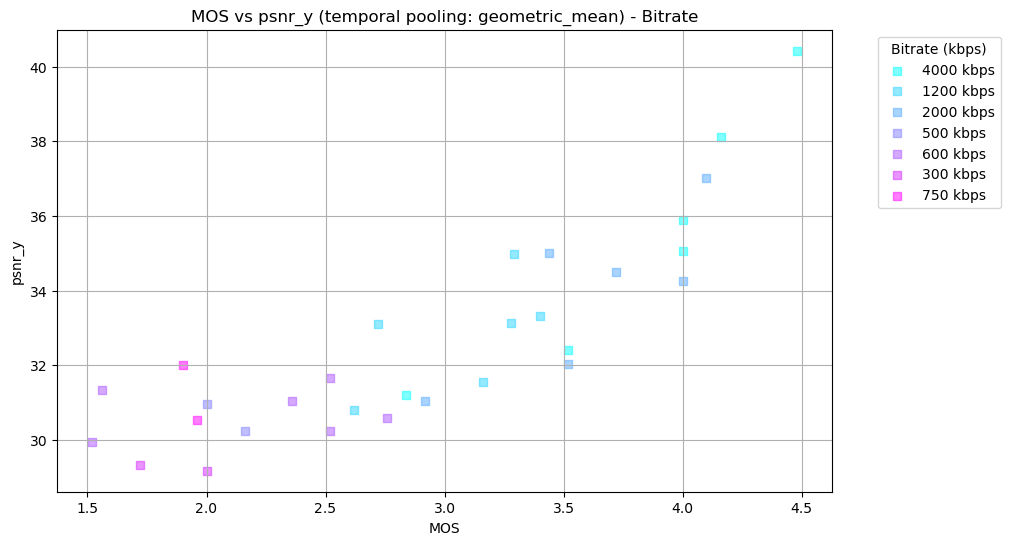 MOS vs psnr_y (temporal pooling: geometric_mean) - Bitrate
psnr_y
40
38
36
34
32
30
1.5
2.0
2.5
3.0
3.5
4.0
4.5
MOS
Bitrate (kbps)
4000 kbps
1200 kbps
2000 kbps
500 kbps
600 kbps
300 kbps
750 kbps